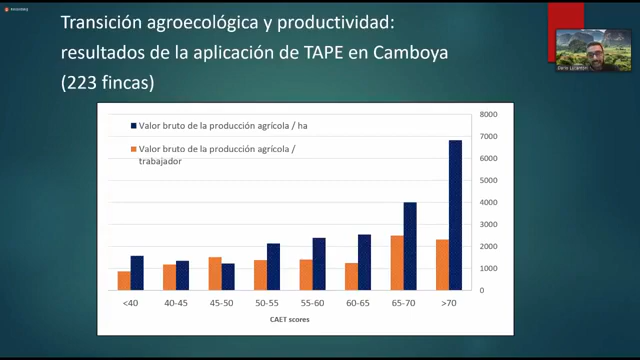 Transición agroecológica y productividad:
resultados de la aplicación de TAPE en Camboya
(223 fincas)
Valor bruto de la producción agrícola / ha
Valor bruto de la producción agrícola /
trabajador
8000
7000
6000
5000
4000
3000
2000
1000
0
<40 40-45 45-50 50-55 55-60 60-65 65-70 >70
CAET scores